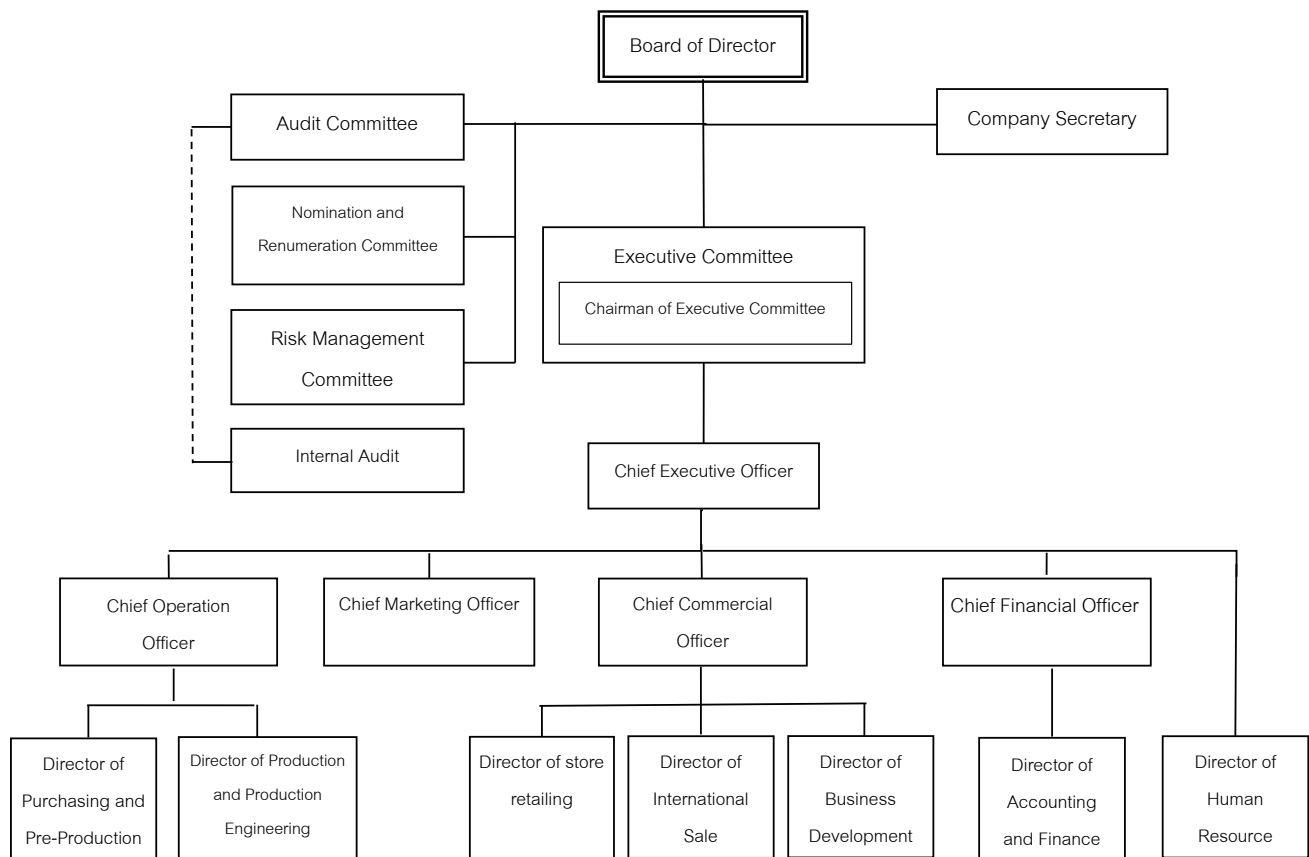 Board of Director
Audit Committee
Company Secretary
Nomination and
Renumeration Committee
Executive Committee
Chairman of Executive Committee
Risk Management
Committee
Internal Audit
Chief Executive Officer
Chief Operation
Officer
Chief Marketing Officer
Chief Commercial
Officer
Chief Financial Officer
Director of
Purchasing and
Pre-Production
Director of Production
and Production
Engineering
Director of store
retailing
Director of
International
Sale
Director of
Business
Development
Director of
Accounting
and Finance
Director of
Human
Resource